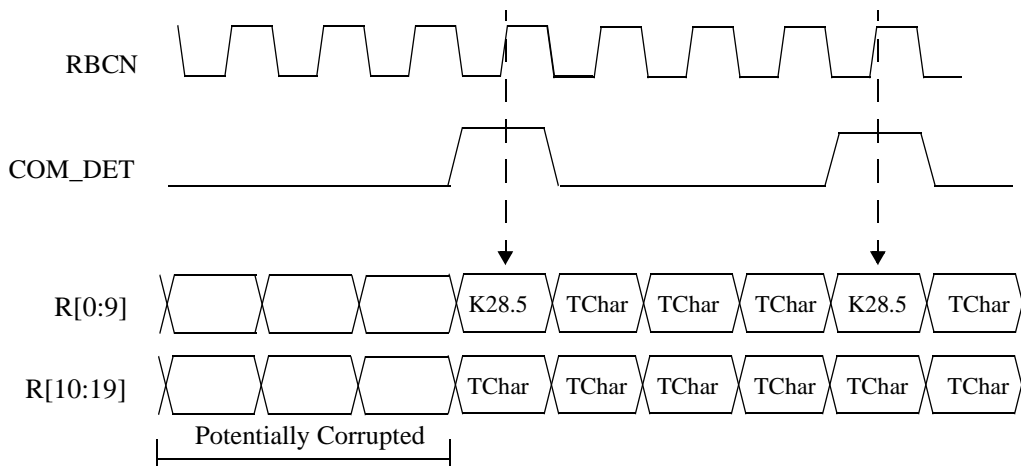 RBCN
COM_DET
R[0:9] K28.5 TChar TChar TChar K28.5 TChar
R[10:19] TChar TChar TChar TChar TChar TChar
Potentially Corrupted